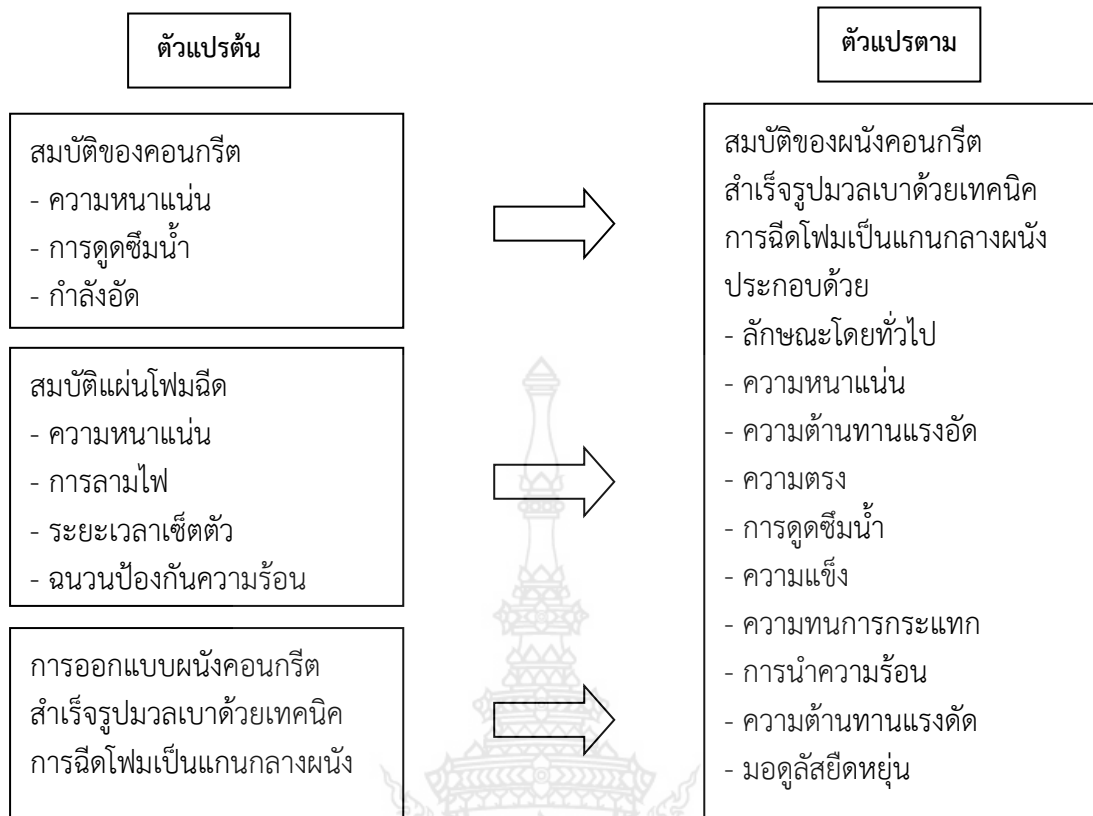 ตัวแปรต้น
สมบัติของคอนกรีต
- ความหนาแน่น
- การดูดซึมน้ำ
- กำลังอัด
สมบัติแผ่นโฟมฉีด
- ความหนาแน่น
- การลามไฟ
- ระยะเวลาเซ็ตตัว
- ฉนวนป้องกันความร้อน
การออกแบบผนังคอนกรีต
สำเร็จรูปมวลเบาด้วยเทคนิค
การฉีดโฟมเป็นแกนกลางผนัง
ตัวแปรตาม
สมบัติของผนังคอนกรีต
สำเร็จรูปมวลเบาด้วยเทคนิค
การฉีดโฟมเป็นแกนกลางผนัง
ประกอบด้วย
- ลักษณะโดยทั่วไป
- ความหนาแน่น
- ความต้านทานแรงอัด
- ความตรง
- การดูดซึมน้ำ
- ความแข็ง
- ความทนการกระแทก
- การนำความร้อน
- ความต้านทานแรงดัด
- มอดูลัสยืดหยุ่น